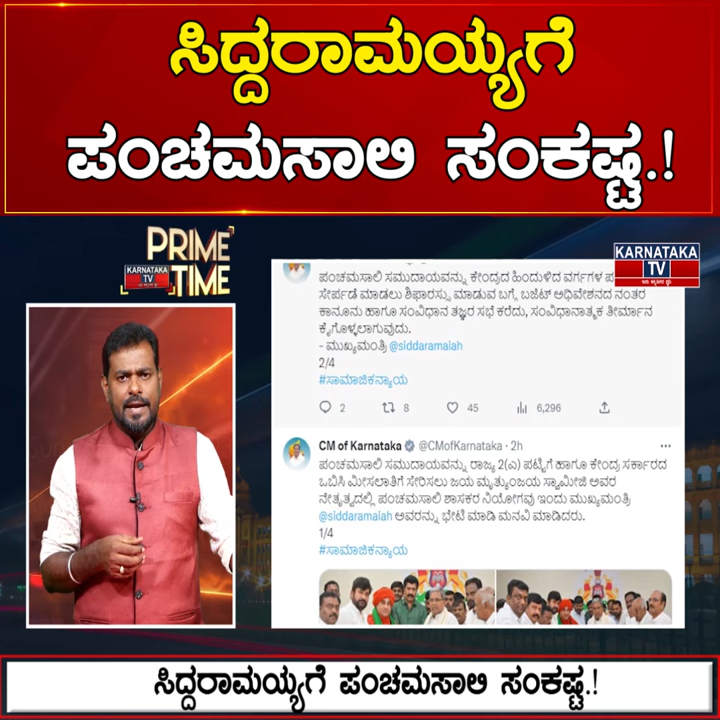 ಸಿದ್ದರಾಮಯ್ಯಗೆ
ಪಂಚಮಸಾಲಿ ಸಂಕಷ್ಟ.!
PRIME
KARNATAKA
TV
TIME
KARNATAKA
TV
ಪಂಚಮಸಾಲಿ ಸಮುದಾಯವನ್ನು ಕೇಂದ್ರದ ಹಿಂದುಳಿದ ವರ್ಗಗಳ
ಸೇರ್ಪಡೆ ಮಾಡಲು ಶಿಫಾರಸ್ಸು ಮಾಡುವ ಬಗ್ಗೆ ಬಜೆಟ್ ಅಧಿವೇಶನದ ನಂತರ
ಕಾನೂನು ಹಾಗೂ ಸಂವಿಧಾನ ತಜ್ಞರ ಸಭೆ ಕರೆದು, ಸಂವಿಧಾನಾತ್ಮಕ ತೀರ್ಮಾನ
ಕೈಗೊಳ್ಳಲಾಗುವುದು.
- ಮುಖ್ಯಮಂತ್ರಿ @siddaramaiah
2/4
#ಸಾಮಾಜಿಕನ್ಯಾಯ
2 8 45 6,296
CM of Karnataka @CMofKarnataka · 2h
ಪಂಚಮಸಾಲಿ ಸಮುದಾಯವನ್ನು ರಾಜ್ಯ 2(ಎ) ಪಟ್ಟಿಗೆ ಹಾಗೂ ಕೇಂದ್ರ ಸರ್ಕಾರದ
ಒಬಿಸಿ ಮೀಸಲಾತಿಗೆ ಸೇರಿಸಲು ಜಯ ಮೃತ್ಯುಂಜಯ ಸ್ವಾಮೀಜಿ ಅವರ
ನೇತೃತ್ವದಲ್ಲಿ ಪಂಚಮಸಾಲಿ ಶಾಸಕರ ನಿಯೋಗವು ಇಂದು ಮುಖ್ಯಮಂತ್ರಿ
@siddaramaiah ಅವರನ್ನು ಭೇಟಿ ಮಾಡಿ ಮನವಿ ಮಾಡಿದರು.
1/4
#ಸಾಮಾಜಿಕನ್ಯಾಯ
ಸಿದ್ದರಾಮಯ್ಯಗೆ ಪಂಚಮಸಾಲಿ ಸಂಕಷ್ಟ.!